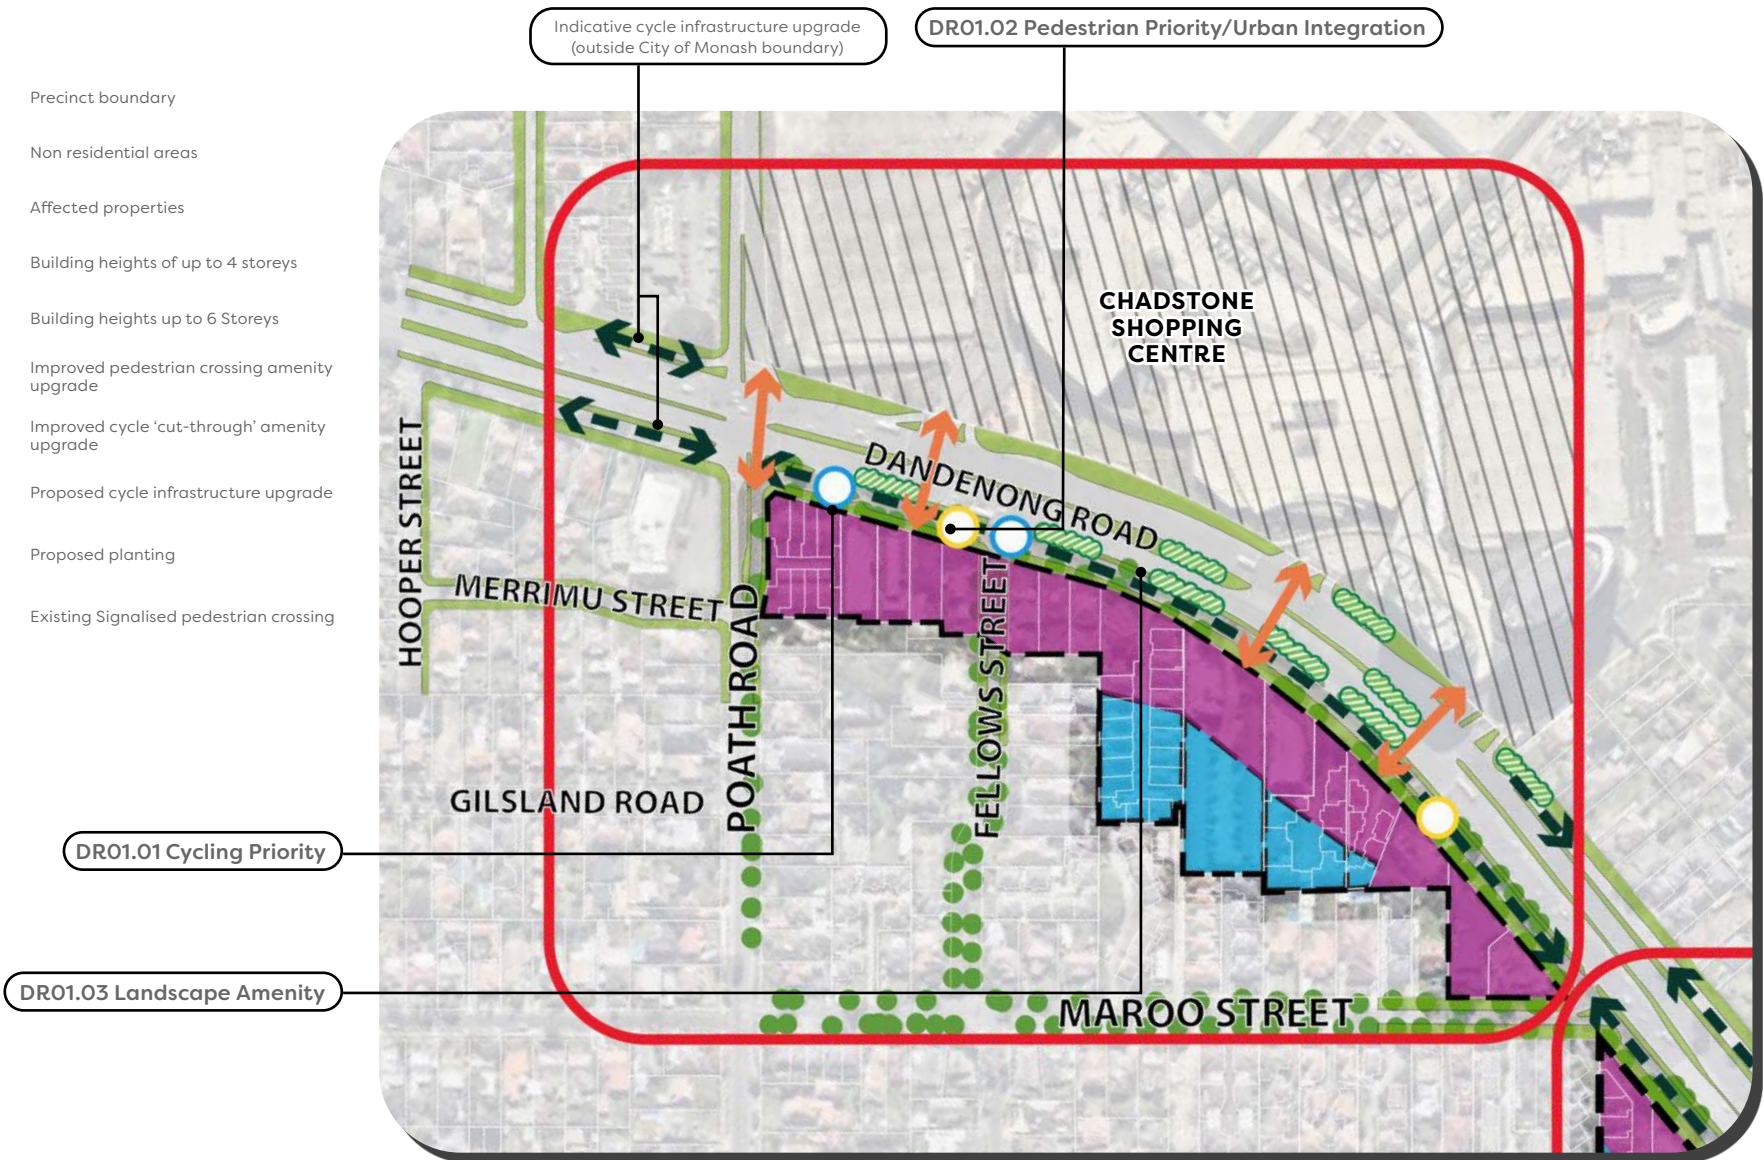 Indicative cycle infrastructure upgrade
(outside City of Monash boundary)
DR01.02 Pedestrian Priority/Urban Integration
Precinct boundary
Non residential areas
Affected properties
Building heights of up to 4 storeys
Building heights up to 6 Storeys
Improved pedestrian crossing amenity
upgrade
Improved cycle ‘cut-through’ amenity
upgrade
Proposed cycle infrastructure upgrade
Proposed planting
Existing Signalised pedestrian crossing
CHADSTONE
SHOPPING
CENTRE
DANDENONG ROAD
HOOPER STREET
MERRIMU STREET
POATH ROAD
FELLOWS STREET
GILSLAND ROAD
DR01.01 Cycling Priority
DR01.03 Landscape Amenity
MAROO STREET